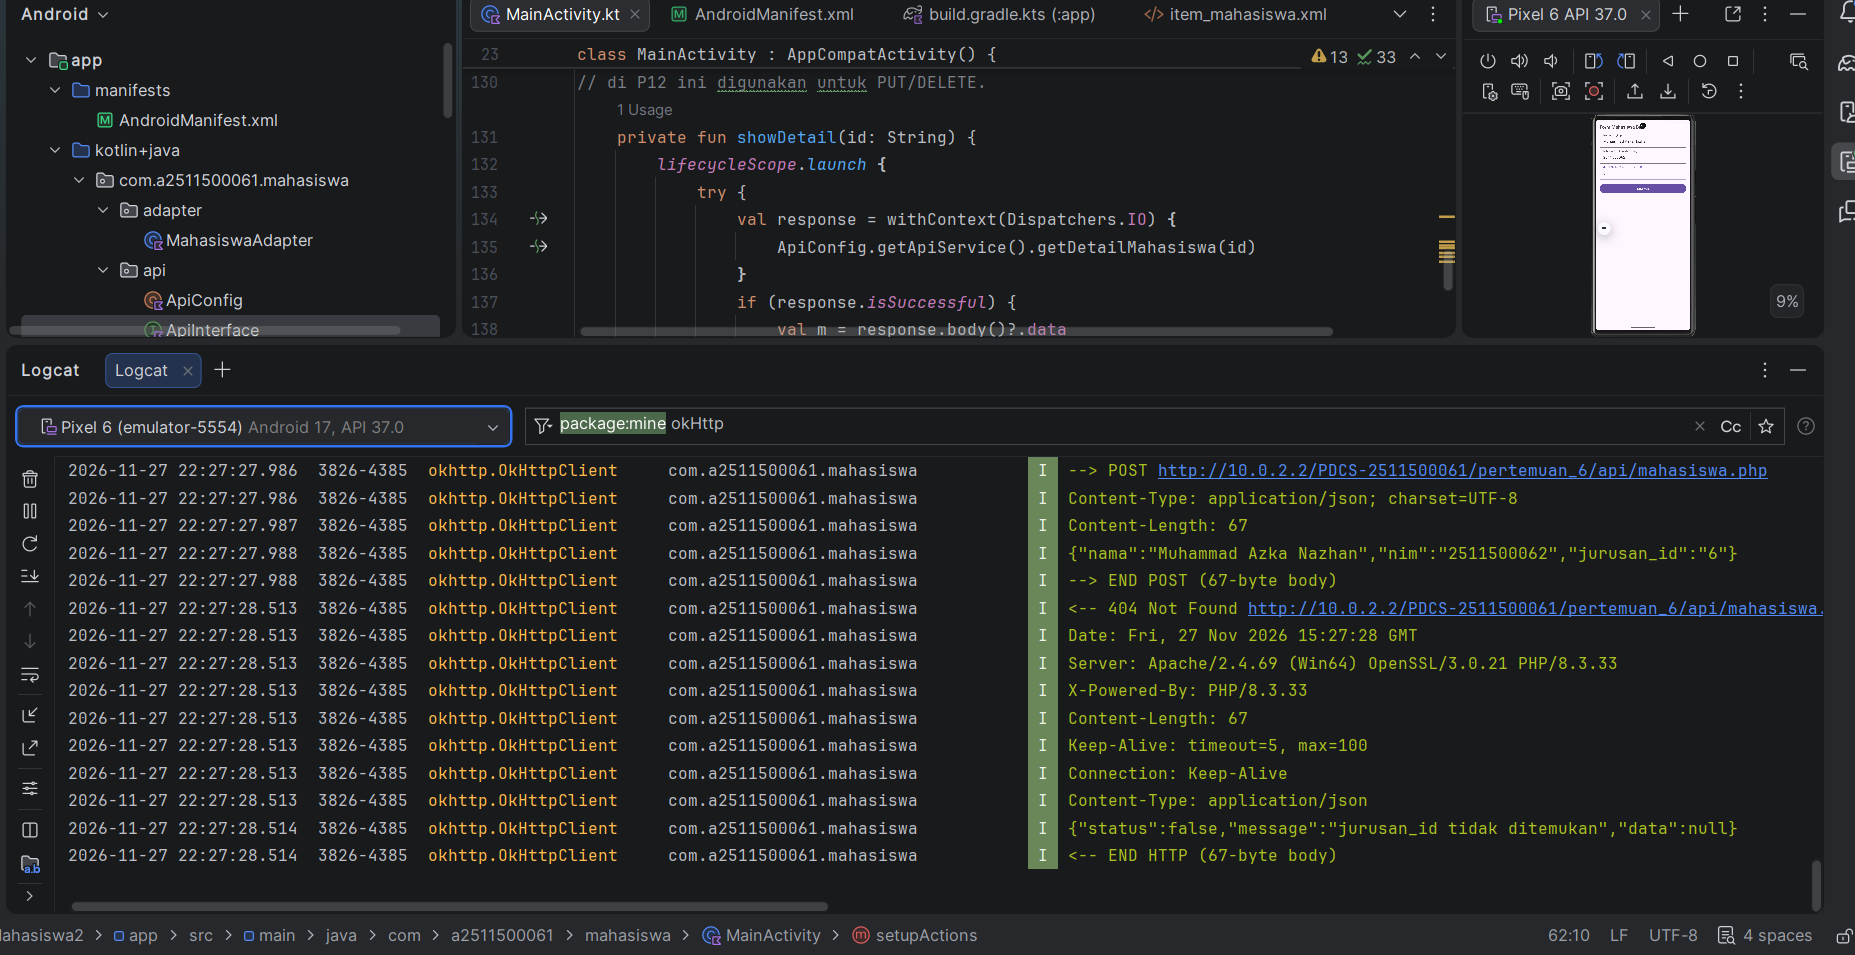 Android
app
manifests
AndroidManifest.xml
kotlin+java
com.a2511500061.mahasiswa
adapter
MahasiswaAdapter
api
ApiConfig
ApiInterface
MainActivity.kt
AndroidManifest.xml
build.gradle.kts (:app)
item_mahasiswa.xml
23 class MainActivity : AppCompatActivity() {
13 33
130 // di P12 ini digunakan untuk PUT/DELETE.
1 Usage
131 private fun showDetail(id: String) {
132 lifecycleScope.launch {
133 try {
134 val response = withContext(Dispatchers.IO) {
135 ApiConfig.getApiService().getDetailMahasiswa(id)
136 }
137 if (response.isSuccessful) {
138 val m = response.body()?.data
Pixel 6 API 37.0
9%
Logcat
Logcat
Pixel 6 (emulator-5554) Android 17, API 37.0
package:mine okHttp
Cc
2026-11-27 22:27:27.986 3826-4385 okhttp.OkHttpClient com.a2511500061.mahasiswa I --> POST http://10.0.2.2/PDCS-2511500061/pertemuan_6/api/mahasiswa.php
2026-11-27 22:27:27.986 3826-4385 okhttp.OkHttpClient com.a2511500061.mahasiswa I Content-Type: application/json; charset=UTF-8
2026-11-27 22:27:27.987 3826-4385 okhttp.OkHttpClient com.a2511500061.mahasiswa I Content-Length: 67
2026-11-27 22:27:27.988 3826-4385 okhttp.OkHttpClient com.a2511500061.mahasiswa I {"nama":"Muhammad Azka Nazhan","nim":"2511500062","jurusan_id":"6"}
2026-11-27 22:27:27.988 3826-4385 okhttp.OkHttpClient com.a2511500061.mahasiswa I --> END POST (67-byte body)
2026-11-27 22:27:28.513 3826-4385 okhttp.OkHttpClient com.a2511500061.mahasiswa I <-- 404 Not Found http://10.0.2.2/PDCS-2511500061/pertemuan_6/api/mahasiswa.
2026-11-27 22:27:28.513 3826-4385 okhttp.OkHttpClient com.a2511500061.mahasiswa I Date: Fri, 27 Nov 2026 15:27:28 GMT
2026-11-27 22:27:28.513 3826-4385 okhttp.OkHttpClient com.a2511500061.mahasiswa I Server: Apache/2.4.69 (Win64) OpenSSL/3.0.21 PHP/8.3.33
2026-11-27 22:27:28.513 3826-4385 okhttp.OkHttpClient com.a2511500061.mahasiswa I X-Powered-By: PHP/8.3.33
2026-11-27 22:27:28.513 3826-4385 okhttp.OkHttpClient com.a2511500061.mahasiswa I Content-Length: 67
2026-11-27 22:27:28.513 3826-4385 okhttp.OkHttpClient com.a2511500061.mahasiswa I Keep-Alive: timeout=5, max=100
2026-11-27 22:27:28.513 3826-4385 okhttp.OkHttpClient com.a2511500061.mahasiswa I Connection: Keep-Alive
2026-11-27 22:27:28.513 3826-4385 okhttp.OkHttpClient com.a2511500061.mahasiswa I Content-Type: application/json
2026-11-27 22:27:28.514 3826-4385 okhttp.OkHttpClient com.a2511500061.mahasiswa I {"status":false,"message":"jurusan_id tidak ditemukan","data":null}
2026-11-27 22:27:28.514 3826-4385 okhttp.OkHttpClient com.a2511500061.mahasiswa I <-- END HTTP (67-byte body)
ahasiswa2 > app > src > main > java > com > a2511500061 > mahasiswa > MainActivity > setupActions
62:10 LF UTF-8 4 spaces